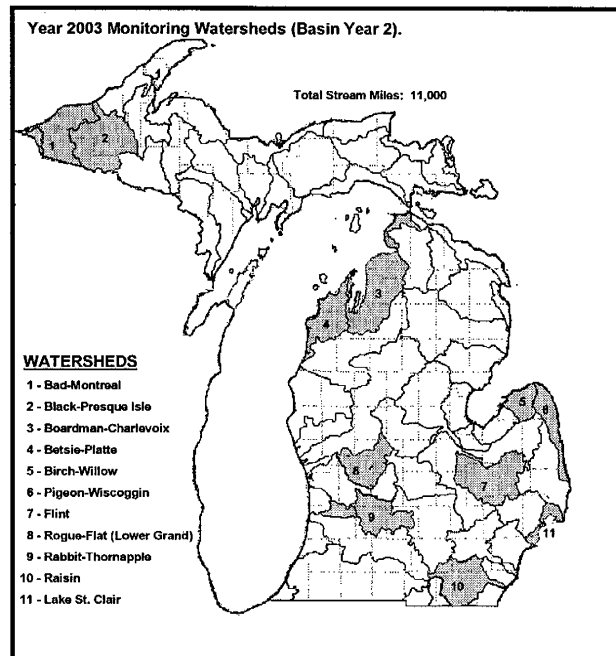 Year 2003 Monitoring Watersheds (Basin Year 2).
Total Stream Miles: 11,000
1
2
3
4
5
6
7
8
9
10
11
WATERSHEDS
1 - Bad-Montreal
2 - Black-Presque Isle
3 - Boardman-Charlevoix
4 - Betsie-Platte
5 - Birch-Willow
6 - Pigeon-Wiscoggin
7 - Flint
8 - Rogue-Flat (Lower Grand)
9 - Rabbit-Thornapple
10 - Raisin
11 - Lake St. Clair